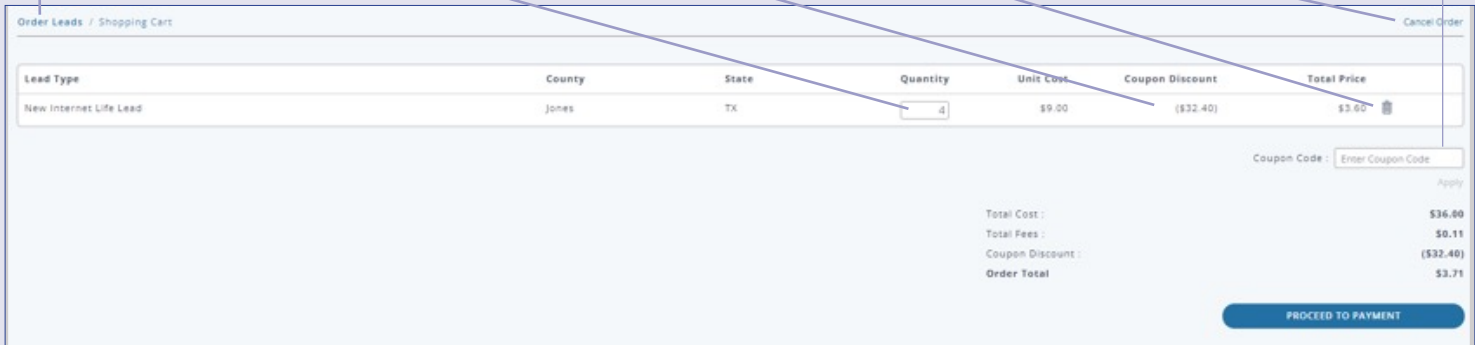 Order Leads / Shopping Cart Cancel Order
Lead Type County State Quantity Unit Cost Coupon Discount Total Price
New Internet Life Lead Jones TX 4 $9.00 ($32.40) $3.60
Coupon Code : Enter Coupon Code
Apply
Total Cost : $36.00
Total Fees : $0.11
Coupon Discount : ($32.40)
Order Total $3.71
PROCEED TO PAYMENT